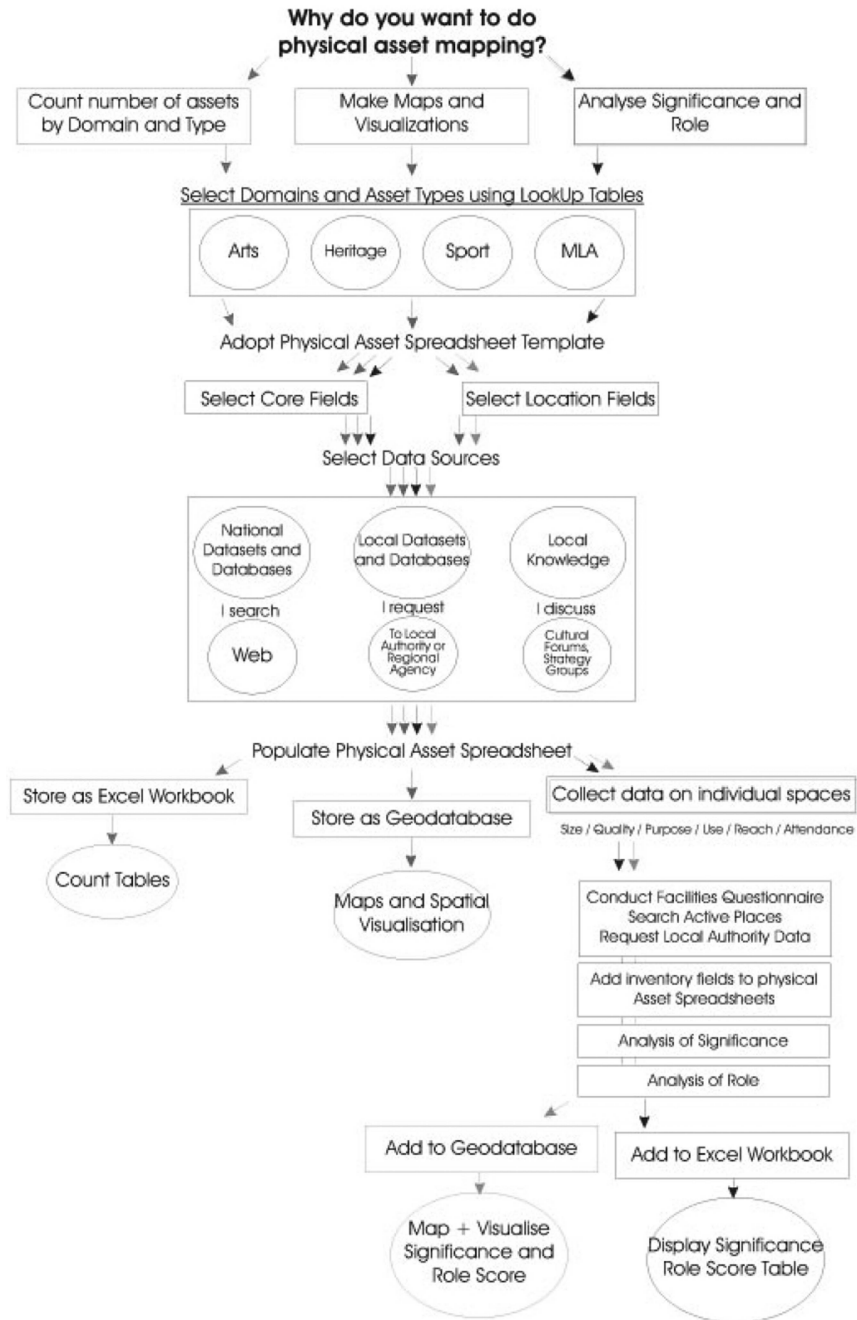 Why do you want to do
physical asset mapping?
Count number of assets
by Domain and Type
Make Maps and
Visualizations
Analyse Significance and
Role
Select Domains and Asset Types using LookUp Tables
Arts
Heritage
Sport
MLA
Adopt Physical Asset Spreadsheet Template
Select Core Fields
Select Location Fields
Select Data Sources
National
Datasets and
Databases
Local Datasets
and Databases
Local
Knowledge
I search
I request
I discuss
Web
To Local
Authority or
Regional
Agency
Cultural
Forums,
Strategy
Groups
Populate Physical Asset Spreadsheet
Store as Excel Workbook
Store as Geodatabase
Collect data on individual spaces
Size / Quality / Purpose / Use / Reach / Attendance
Count Tables
Maps and Spatial
Visualisation
Conduct Facilities Questionnaire
Search Active Places
Request Local Authority Data
Add inventory fields to physical
Asset Spreadsheets
Analysis of Significance
Analysis of Role
Add to Geodatabase
Add to Excel Workbook
Map + Visualise
Significance and
Role Score
Display Significance
Role Score Table